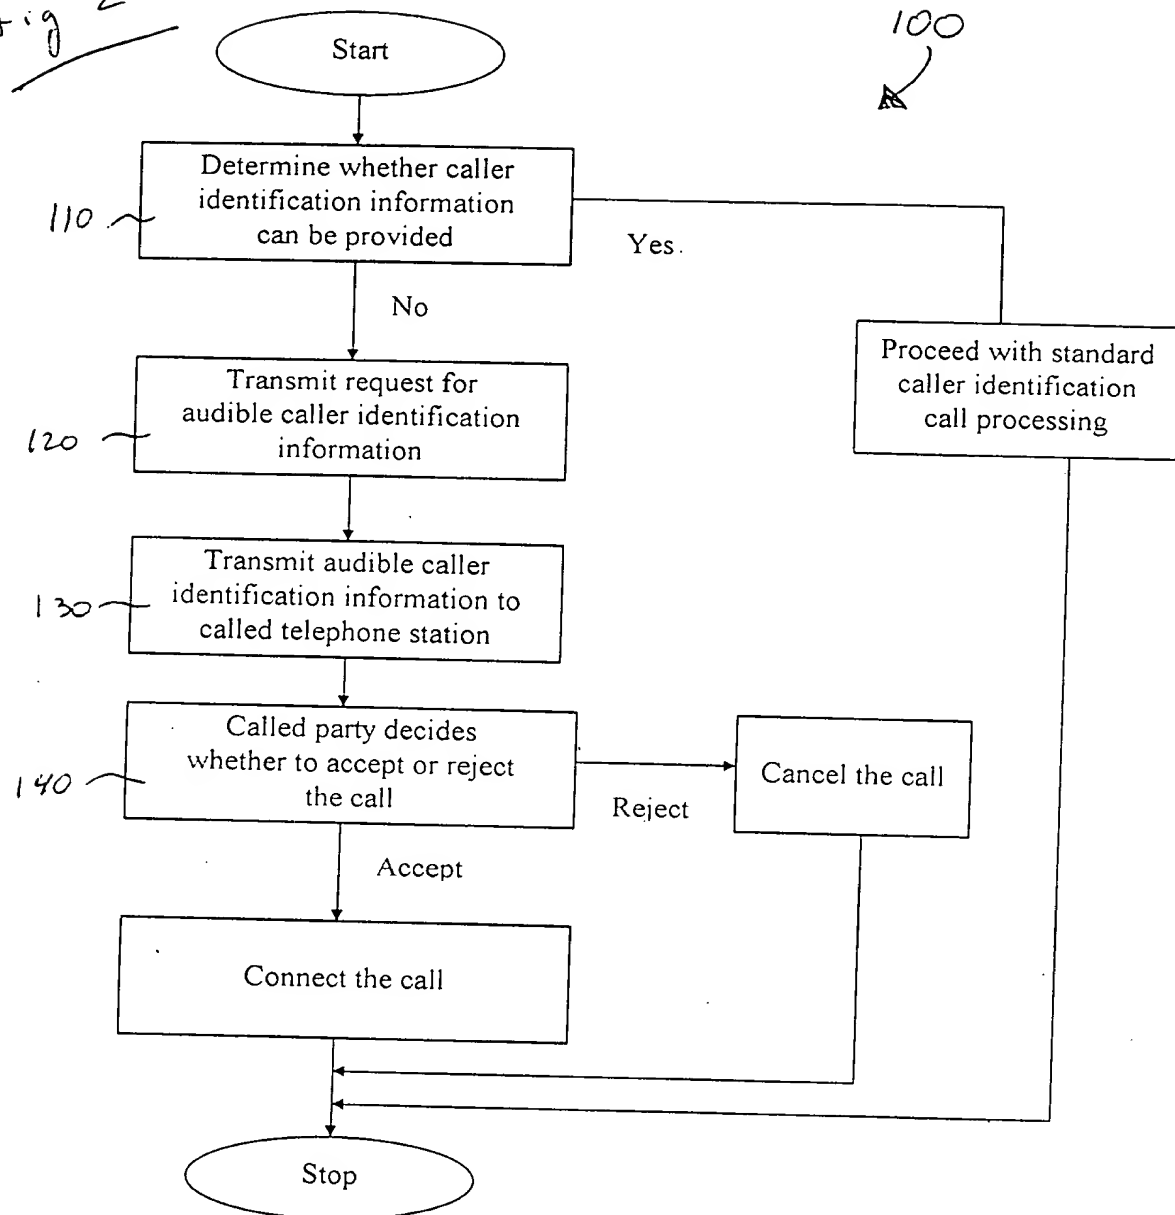 Fig 2
100
Start
Determine whether caller
identification information
can be provided
110
Yes.
No
Proceed with standard
caller identification
call processing
Transmit request for
audible caller identification
information
120
Transmit audible caller
identification information to
called telephone station
130
Called party decides
whether to accept or reject
the call
140
Cancel the call
Reject
Accept
Connect the call
Stop